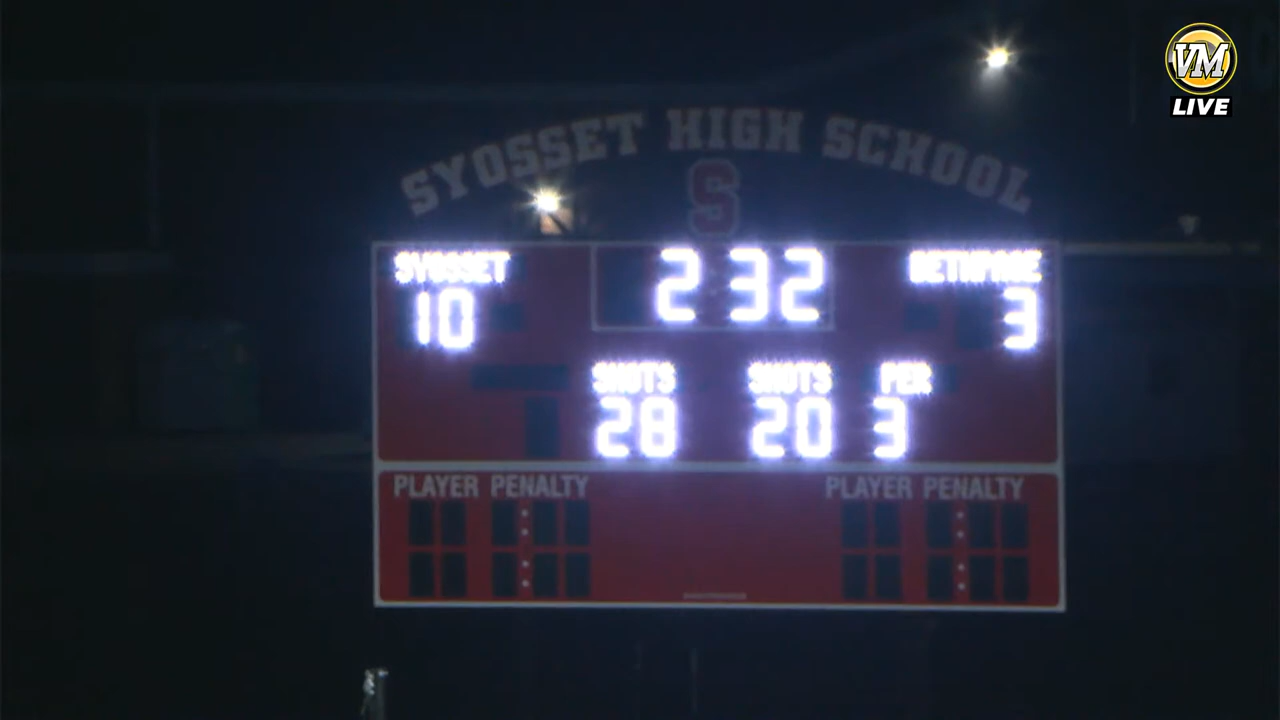 VM
LIVE
SYOSSET HIGH SCHOOL
S
SYOSSET 2 32 BETHPAGE
10 3
SHOTS SHOTS PER
28 20 3
PLAYER PENALTY PLAYER PENALTY